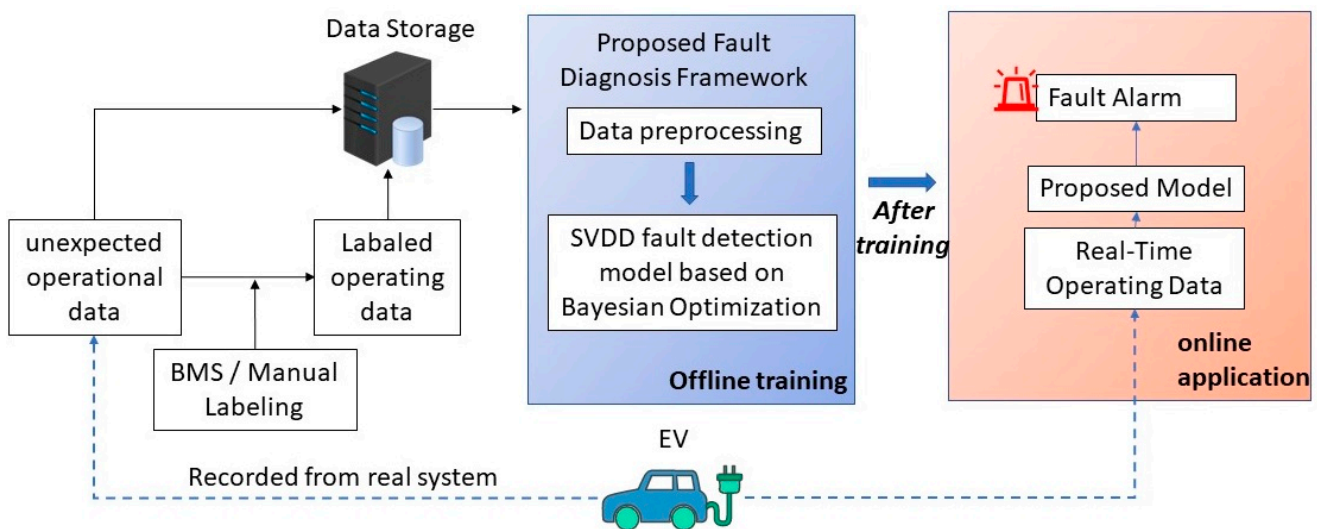 Data Storage
unexpected
operational
data
Labaled
operating
data
BMS / Manual
Labeling
Recorded from real system
EV
Proposed Fault
Diagnosis Framework
Data preprocessing
SVDD fault detection
model based on
Bayesian Optimization
Offline training
After
training
Fault Alarm
Proposed Model
Real-Time
Operating Data
online
application